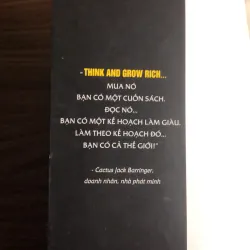 - THINK AND GROW RICH...
MUA NÓ
BẠN CÓ MỘT CUỐN SÁCH.
ĐỌC NÓ...
BẠN CÓ MỘT KẾ HOẠCH LÀM GIÀU.
LÀM THEO KẾ HOẠCH ĐÓ...
BẠN CÓ CẢ THẾ GIỚI!"
- Cactus Jack Barringer,
doanh nhân, nhà phát minh